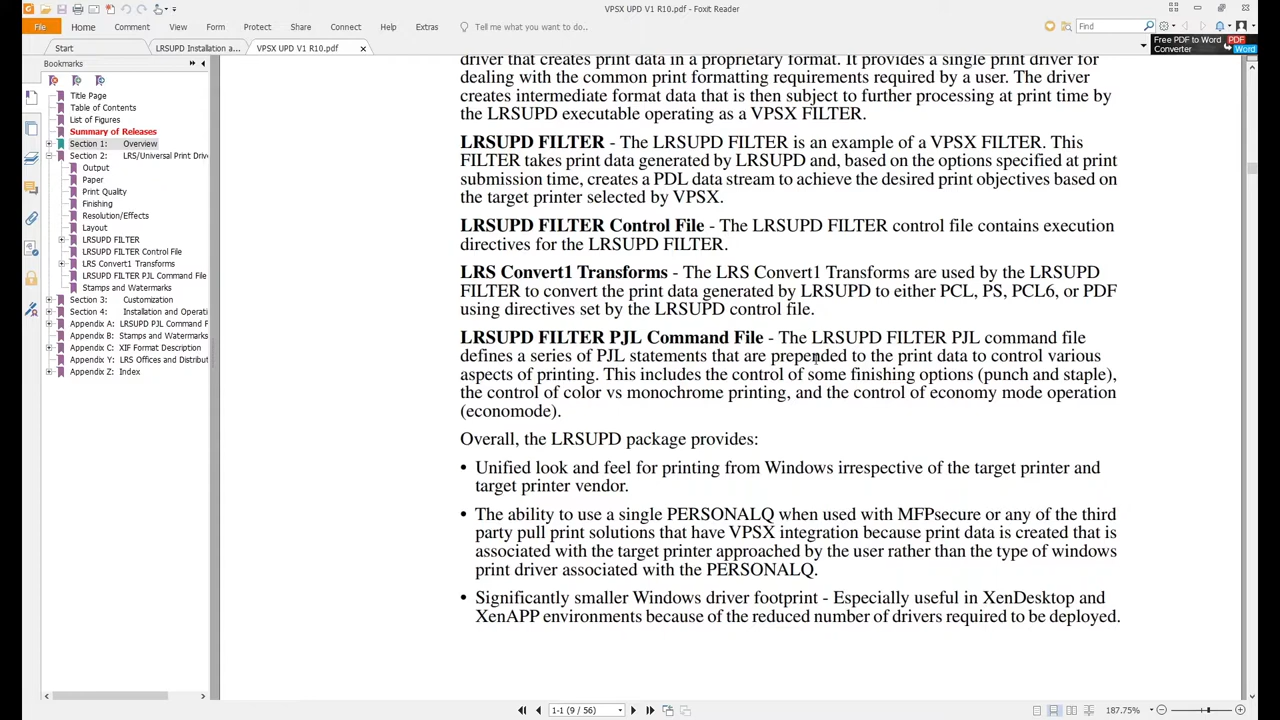 VPSX UPD V1 R10.pdf - Foxit Reader
File
Home
Comment
View
Form
Protect
Share
Connect
Help
Extras
Tell me what you want to do..
Find
Start
LRSUPD Installation a...
VPSX UPD V1 R10.pdf
Free PDF to Word
Converter
PDF
Word
Bookmarks
Title Page
Table of Contents
List of Figures
Summary of Releases
Section 1: Overview
Section 2: LRS/Universal Print Driv
Output
Paper
Print Quality
Finishing
Resolution/Effects
Layout
LRSUPD FILTER
LRSUPD FILTER Control File
LRS Convert1 Transforms
LRSUPD FILTER PJL Command File
Stamps and Watermarks
Section 3: Customization
Section 4: Installation and Operation
Appendix A: LRSUPD PJL Command F
Appendix B: Stamps and Watermarks
Appendix C: XIF Format Description
Appendix Y: LRS Offices and Distribut
Appendix Z: Index
driver that creates print data in a proprietary format. It provides a single print driver for
dealing with the common print formatting requirements required by a user. The driver
creates intermediate format data that is then subject to further processing at print time by
the LRSUPD executable operating as a VPSX FILTER.
LRSUPD FILTER - The LRSUPD FILTER is an example of a VPSX FILTER. This
FILTER takes print data generated by LRSUPD and, based on the options specified at print
submission time, creates a PDL data stream to achieve the desired print objectives based on
the target printer selected by VPSX.
LRSUPD FILTER Control File - The LRSUPD FILTER control file contains execution
directives for the LRSUPD FILTER.
LRS Convert1 Transforms - The LRS Convert1 Transforms are used by the LRSUPD
FILTER to convert the print data generated by LRSUPD to either PCL, PS, PCL6, or PDF
using directives set by the LRSUPD control file.
LRSUPD FILTER PJL Command File - The LRSUPD FILTER PJL command file
defines a series of PJL statements that are prepended to the print data to control various
aspects of printing. This includes the control of some finishing options (punch and staple),
the control of color vs monochrome printing, and the control of economy mode operation
(economode).
Overall, the LRSUPD package provides:
• Unified look and feel for printing from Windows irrespective of the target printer and
target printer vendor.
• The ability to use a single PERSONALQ when used with MFPsecure or any of the third
party pull print solutions that have VPSX integration because print data is created that is
associated with the target printer approached by the user rather than the type of windows
print driver associated with the PERSONALQ.
• Significantly smaller Windows driver footprint - Especially useful in XenDesktop and
XenAPP environments because of the reduced number of drivers required to be deployed.
1-1 (9 / 56)
187.75%